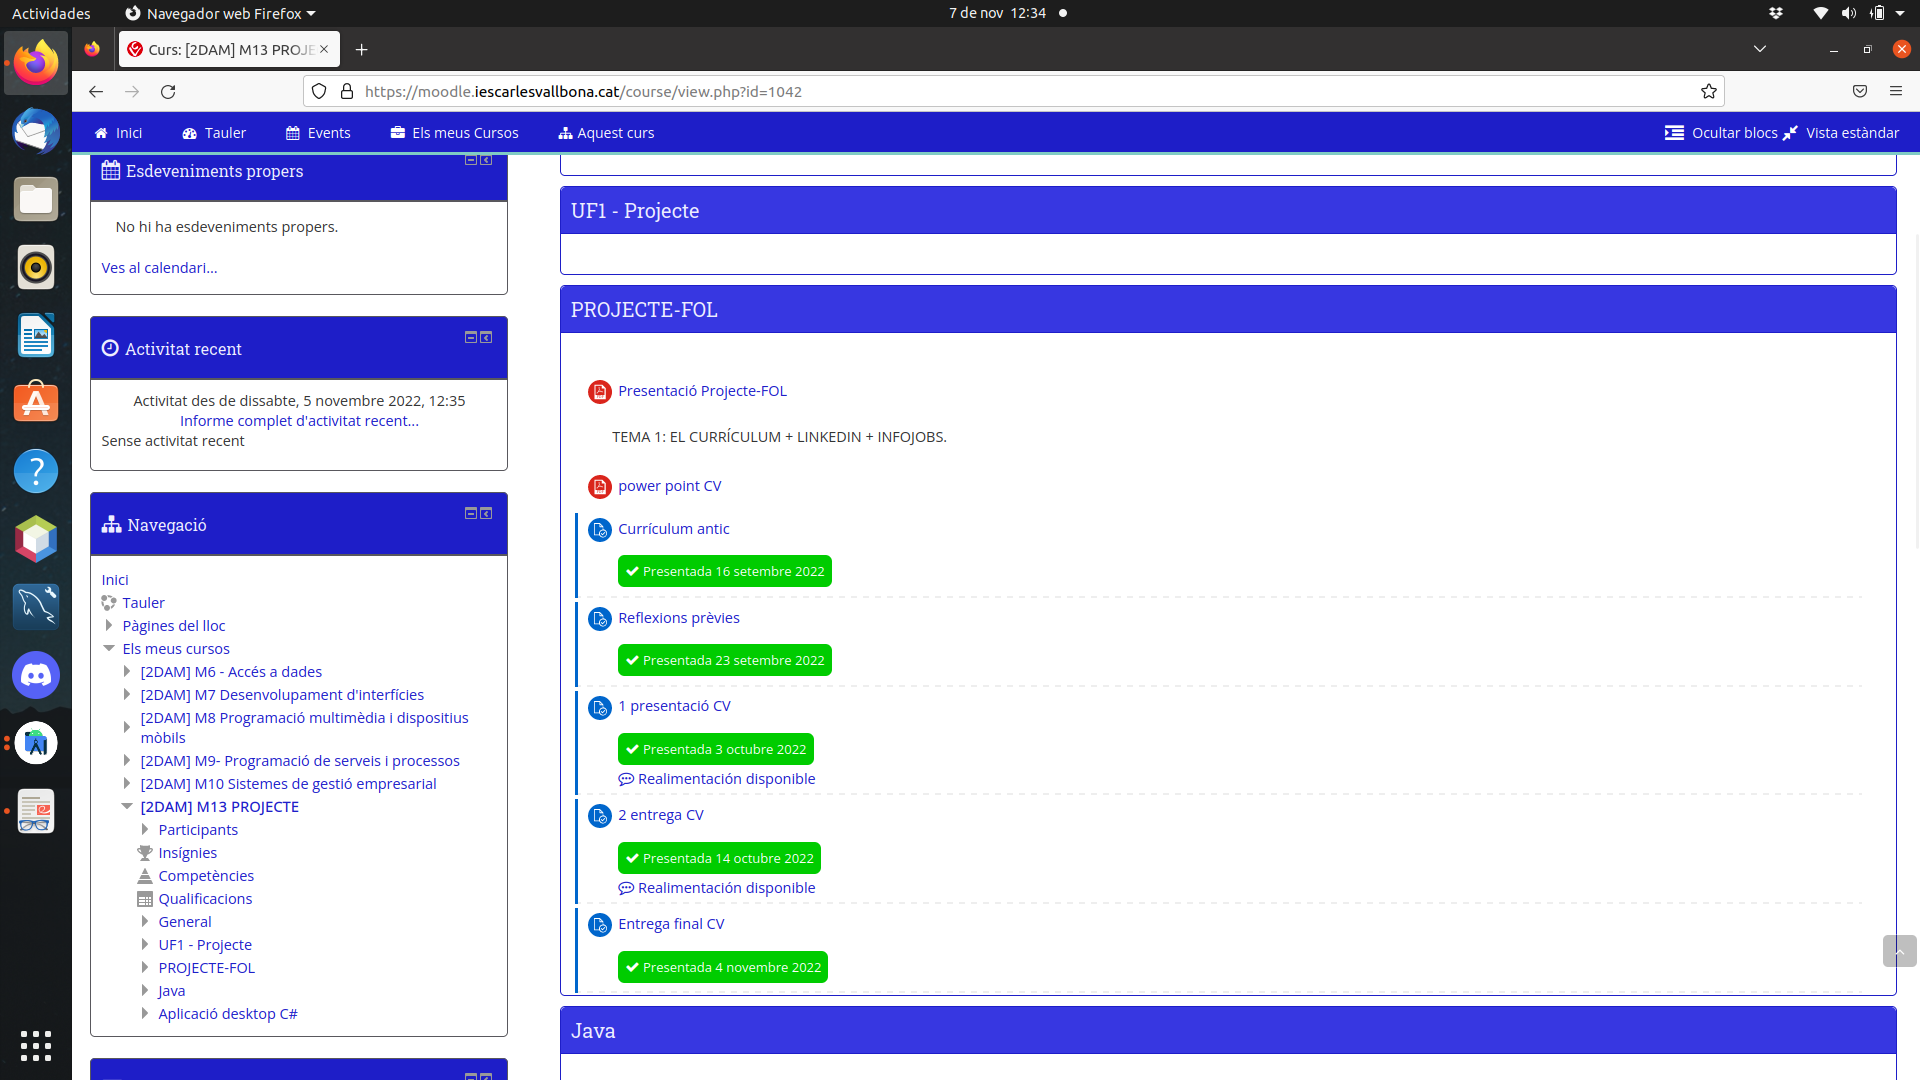 Actividades
Navegador web Firefox
7 de nov 12:34
Curs: [2DAM] M13 PROJE
https://moodle.iescarlesvallbona.cat/course/view.php?id=1042
Inici
Tauler
Events
Els meus Cursos
Aquest curs
Ocultar blocs
Vista estàndar
Esdeveniments propers
No hi ha esdeveniments propers.
Ves al calendari...
Activitat recent
Activitat des de dissabte, 5 novembre 2022, 12:35
Informe complet d'activitat recent...
Sense activitat recent
Navegació
Inici
Tauler
Pàgines del lloc
Els meus cursos
[2DAM] M6 - Accés a dades
[2DAM] M7 Desenvolupament d'interfícies
[2DAM] M8 Programació multimèdia i dispositius
mòbils
[2DAM] M9- Programació de serveis i processos
[2DAM] M10 Sistemes de gestió empresarial
[2DAM] M13 PROJECTE
Participants
Insígnies
Competències
Qualificacions
General
UF1 - Projecte
PROJECTE-FOL
Java
Aplicació desktop C#
UF1 - Projecte
PROJECTE-FOL
Presentació Projecte-FOL
TEMA 1: EL CURRÍCULUM + LINKEDIN + INFOJOBS.
power point CV
Currículum antic
Presentada 16 setembre 2022
Reflexions prèvies
Presentada 23 setembre 2022
1 presentació CV
Presentada 3 octubre 2022
Realimentación disponible
2 entrega CV
Presentada 14 octubre 2022
Realimentación disponible
Entrega final CV
Presentada 4 novembre 2022
Java